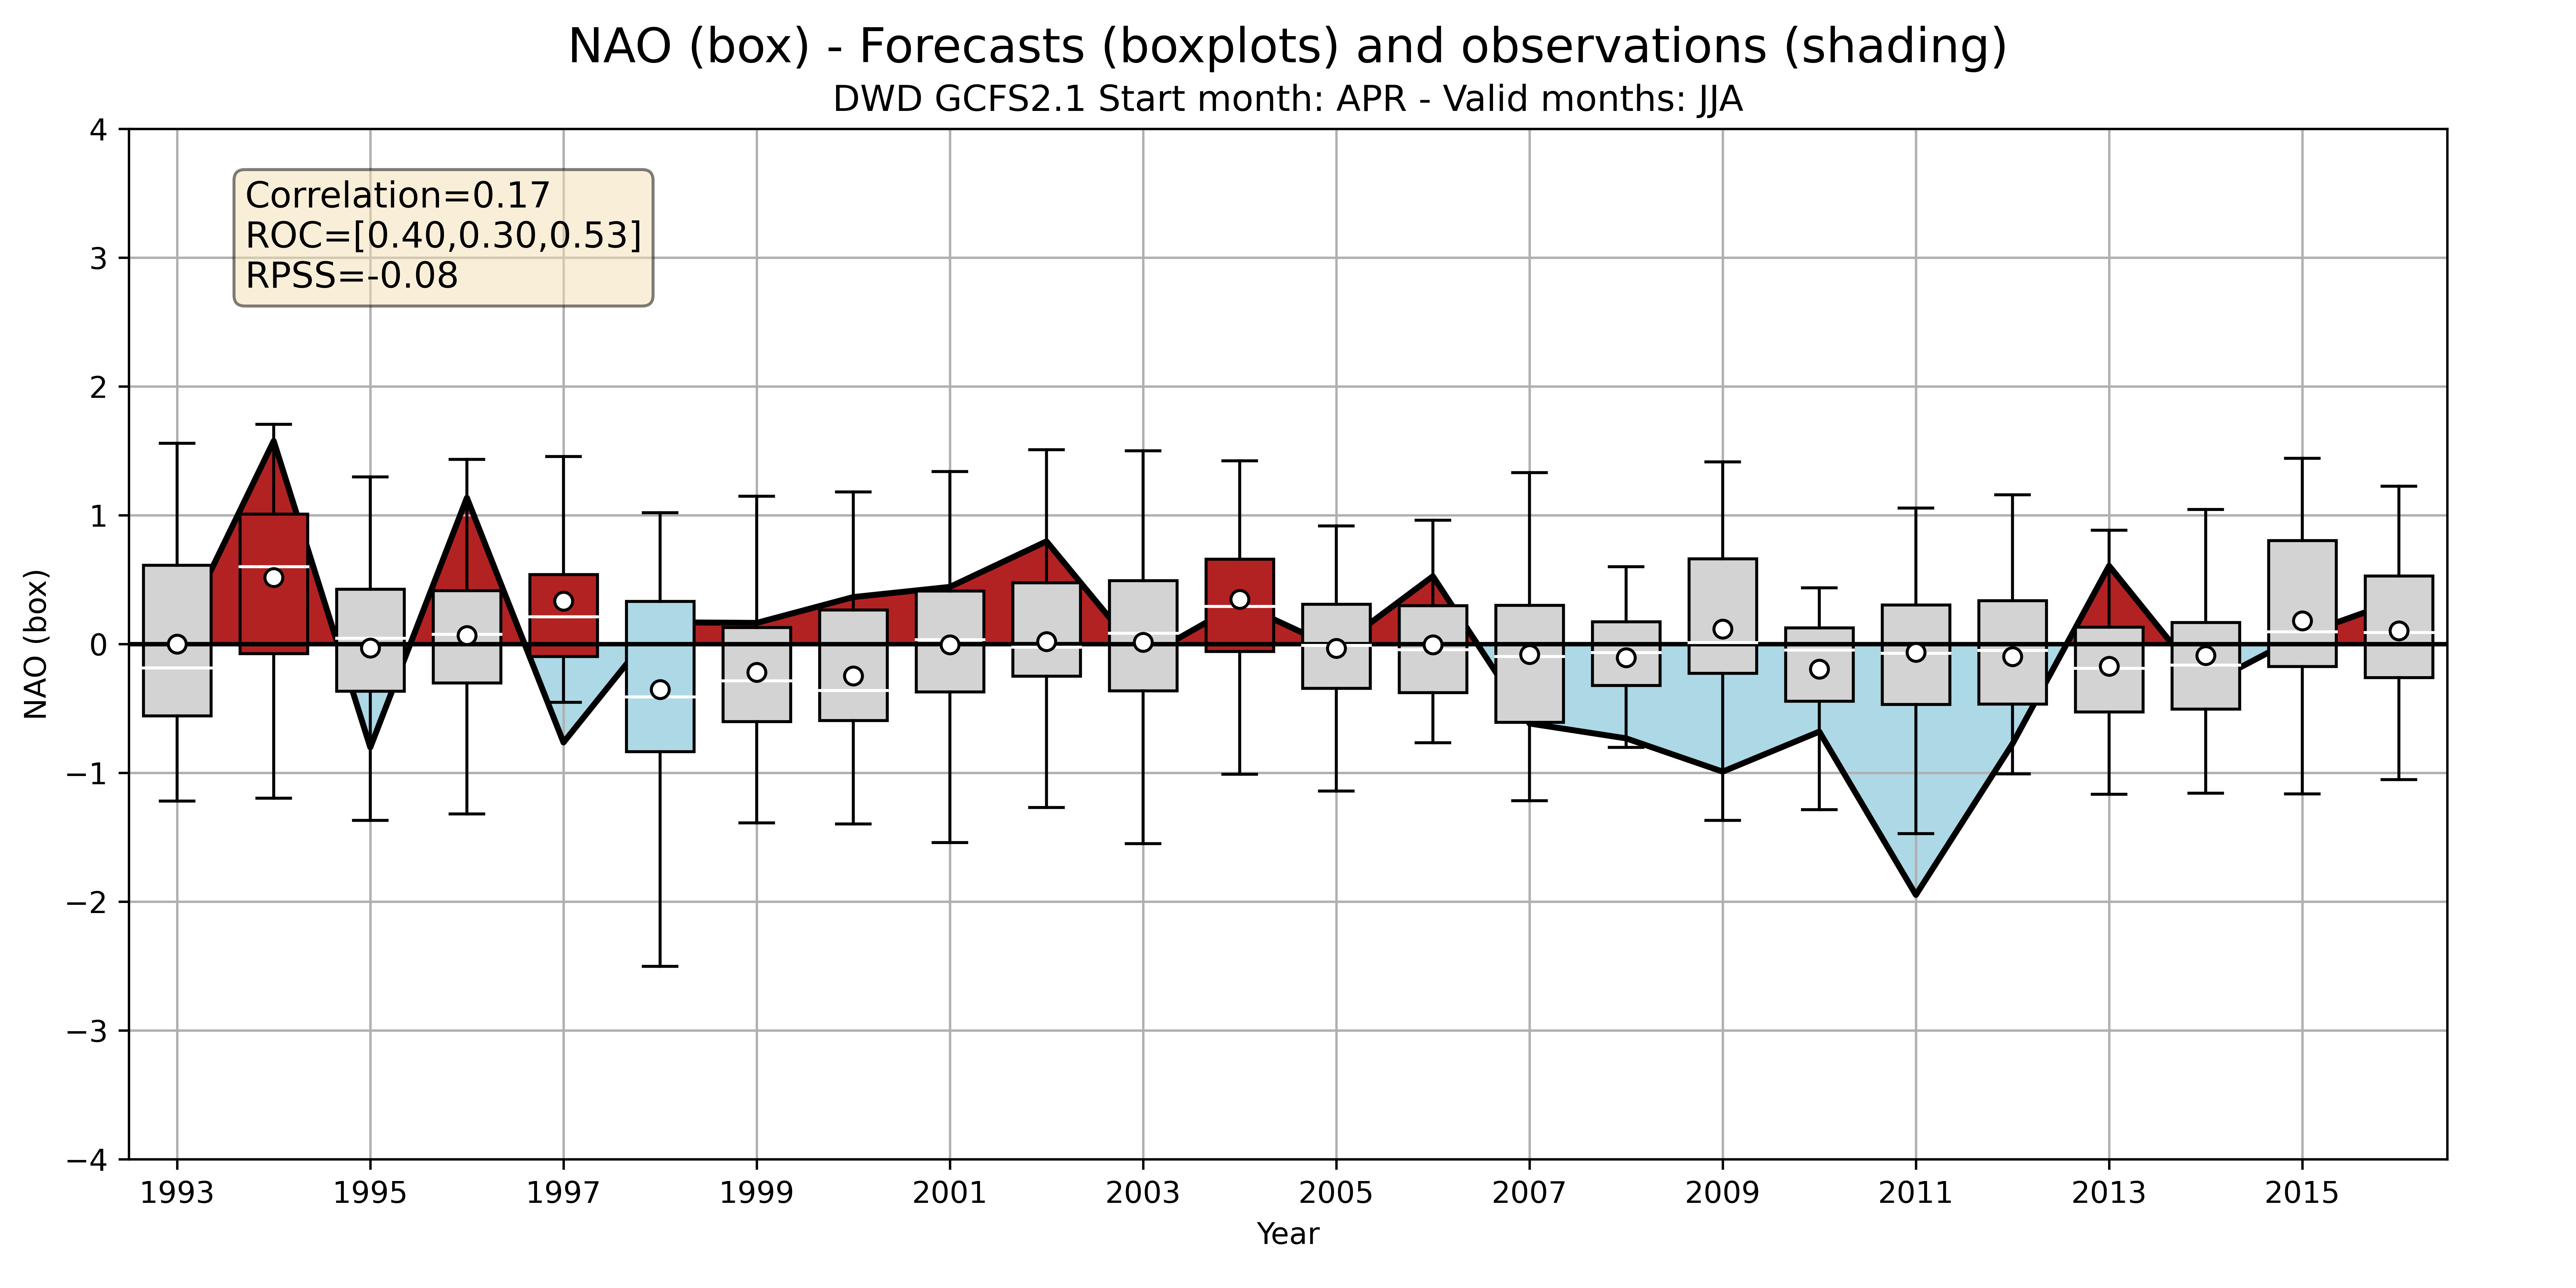 NAO (box) - Forecasts (boxplots) and observations (shading)
DWD GCFS2.1 Start month: APR - Valid months: JJA
Correlation=0.17
ROC=[0.40,0.30,0.53]
RPSS=-0.08
NAO (box)
4
3
2
1
0
−1
−2
−3
−4
1993 1995 1997 1999 2001 2003 2005 2007 2009 2011 2013 2015
Year